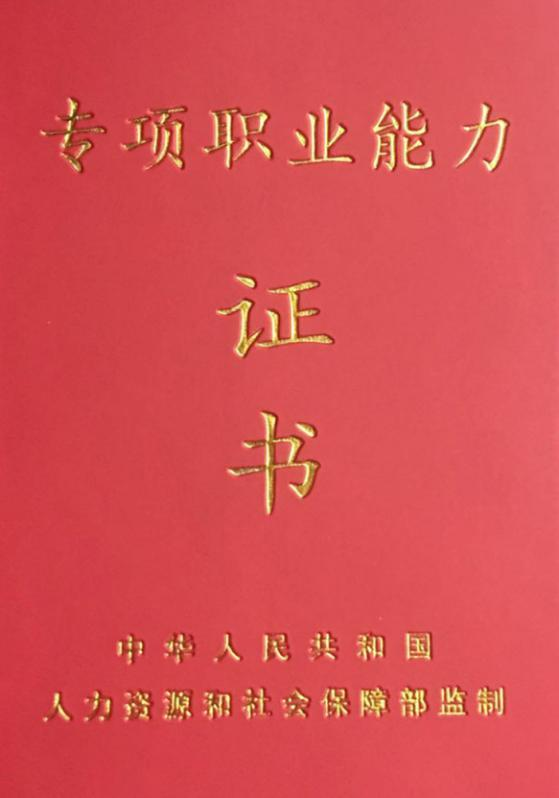 专项职业能力
证
书
中华人民共和国
人力资源和社会保障部监制